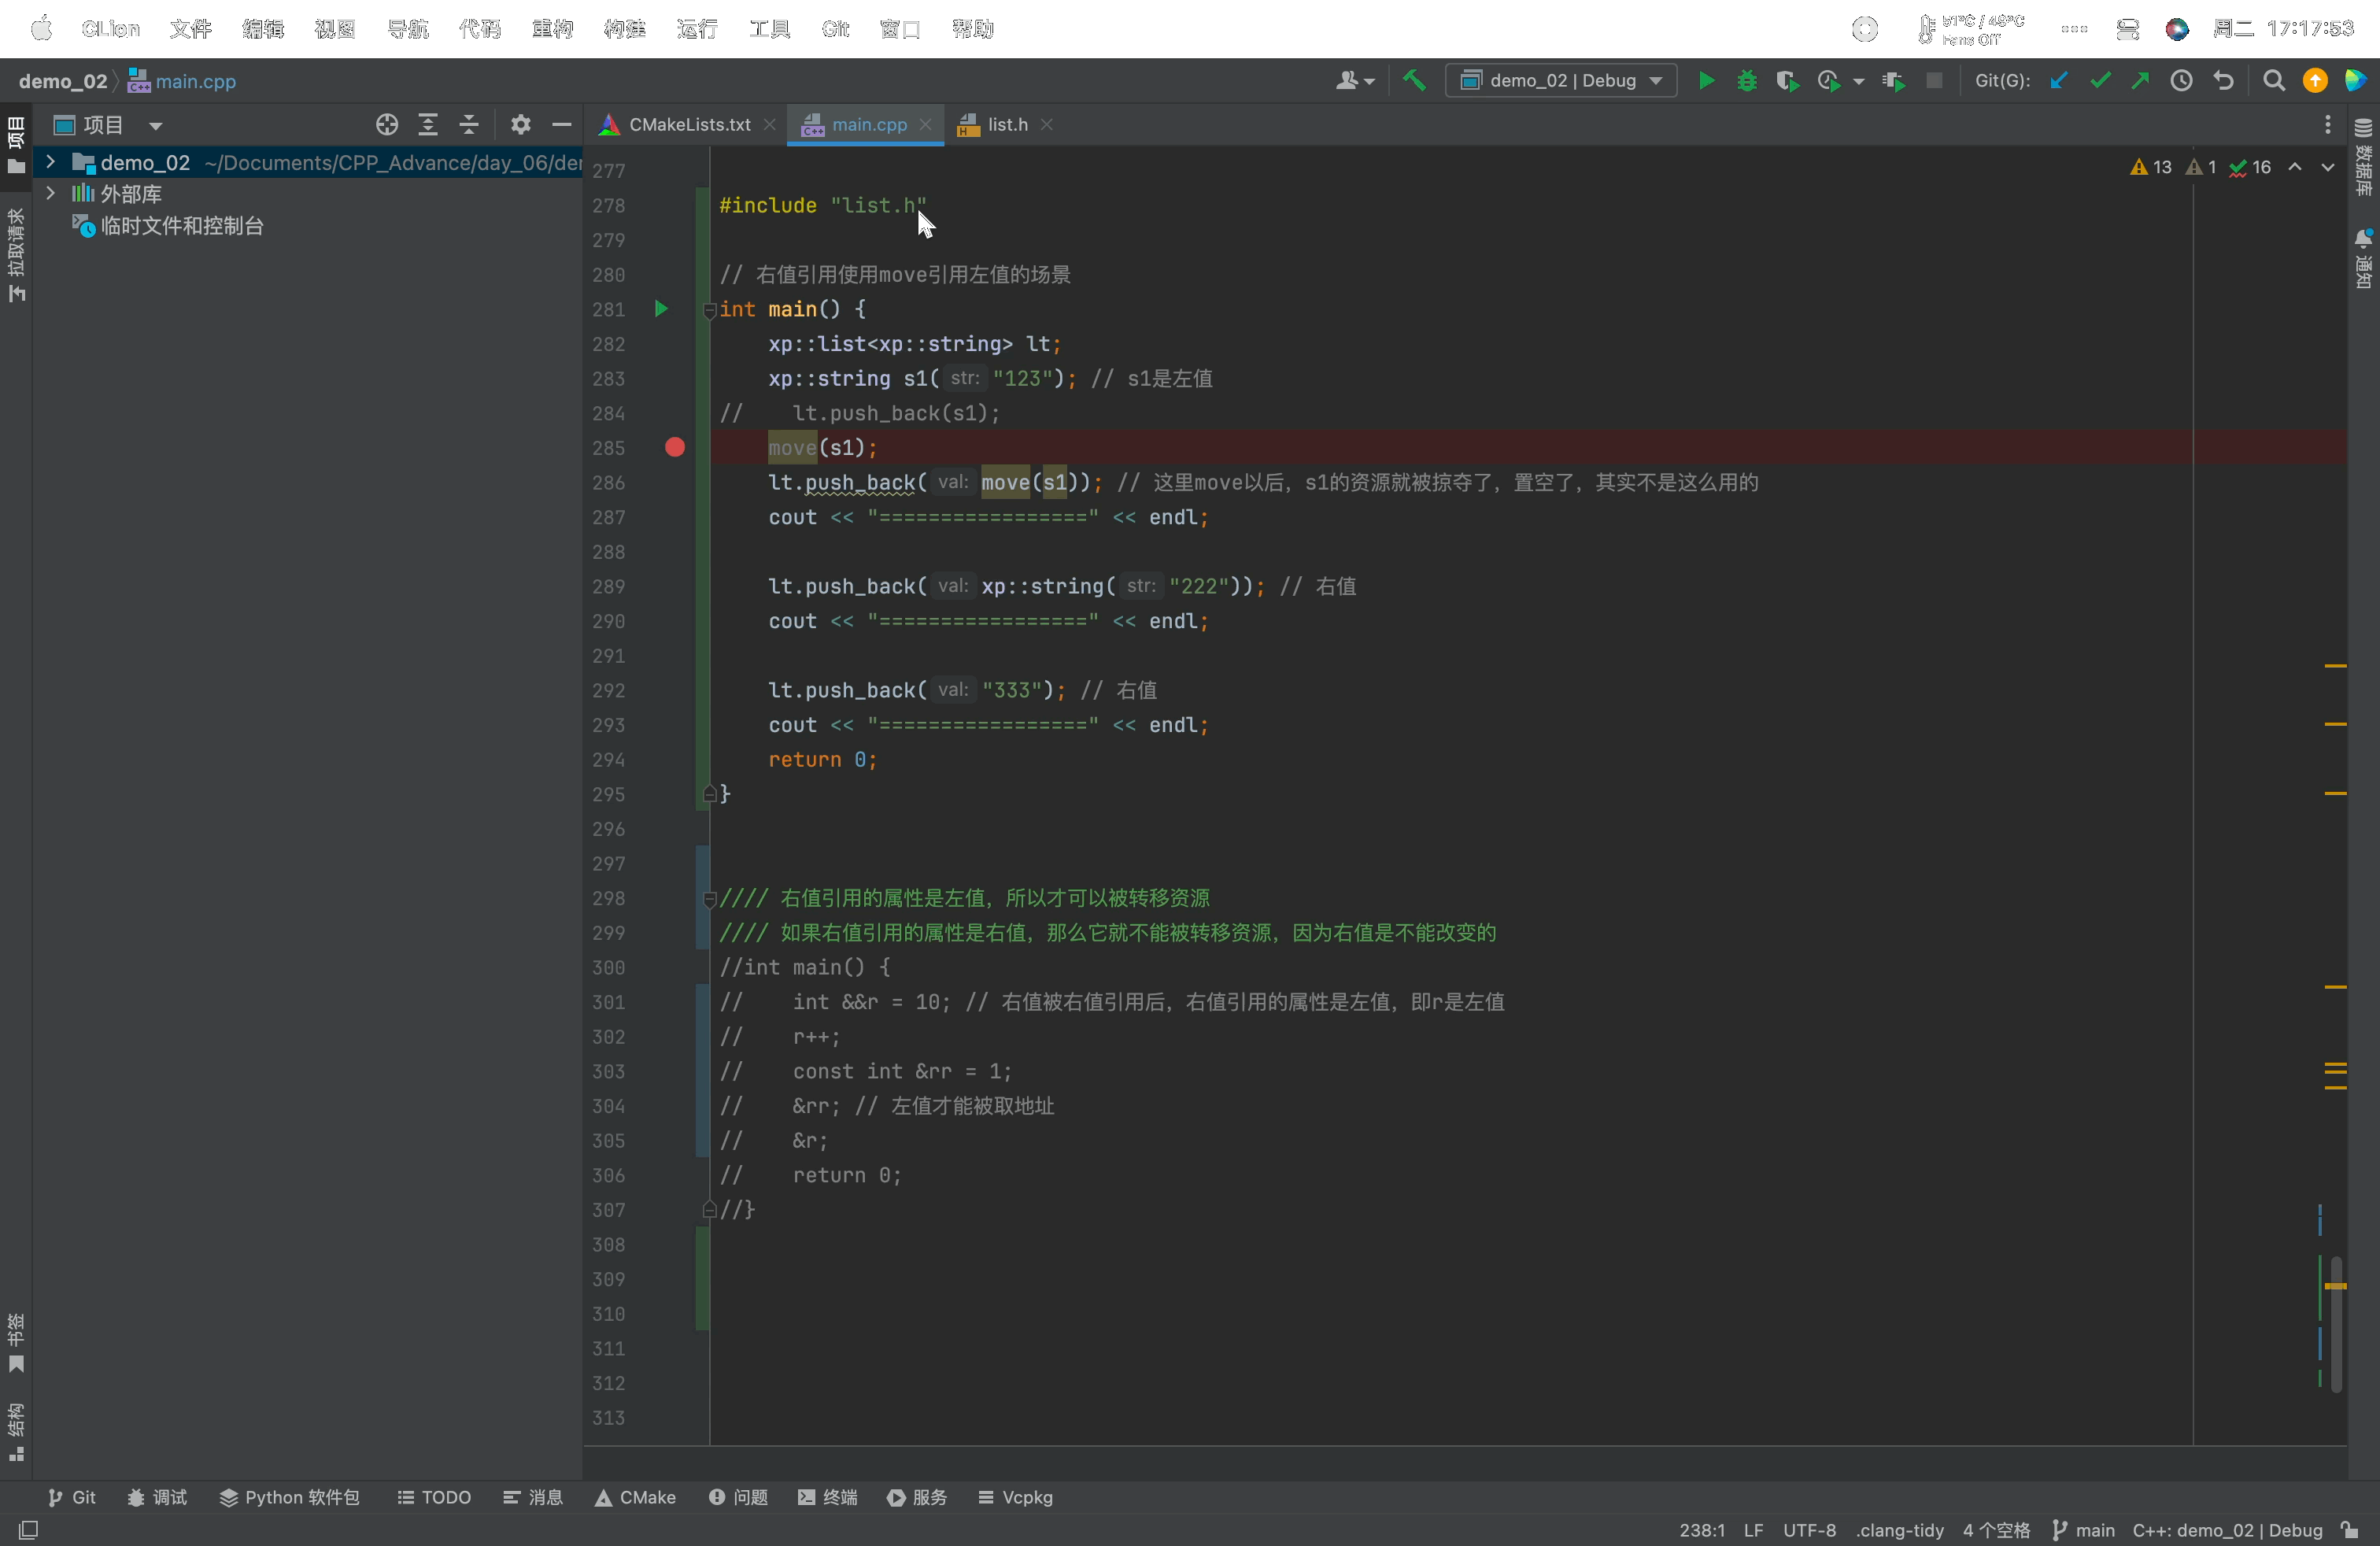 CLion 文件 编辑 视图 导航 代码 重构 构建 运行 工具 Git 窗口 帮助 51°C / 49°C Fans Off 周二 17:17:53
demo_02 main.cpp demo_02 | Debug Git(G):
项目 CMakeLists.txt main.cpp list.h
demo_02 ~/Documents/CPP_Advance/day_06/der
外部库
临时文件和控制台
项目
拉取请求
书签
结构
数据库
通知
13 1 16
277
278 #include "list.h"
279
280 // 右值引用使用move引用左值的场景
281 int main() {
282 xp::list<xp::string> lt;
283 xp::string s1( str: "123"); // s1是左值
284 // lt.push_back(s1);
285 move(s1);
286 lt.push_back( val: move(s1)); // 这里move以后，s1的资源就被掠夺了，置空了，其实不是这么用的
287 cout << "=================" << endl;
288
289 lt.push_back( val: xp::string( str: "222")); // 右值
290 cout << "=================" << endl;
291
292 lt.push_back( val: "333"); // 右值
293 cout << "=================" << endl;
294 return 0;
295 }
296
297
298 //// 右值引用的属性是左值，所以才可以被转移资源
299 //// 如果右值引用的属性是右值，那么它就不能被转移资源，因为右值是不能改变的
300 //int main() {
301 // int &&r = 10; // 右值被右值引用后，右值引用的属性是左值，即r是左值
302 // r++;
303 // const int &rr = 1;
304 // &rr; // 左值才能被取地址
305 // &r;
306 // return 0;
307 //}
308
309
310
311
312
313
Git 调试 Python 软件包 TODO 消息 CMake 问题 终端 服务 Vcpkg
238:1 LF UTF-8 .clang-tidy 4 个空格 main C++: demo_02 | Debug